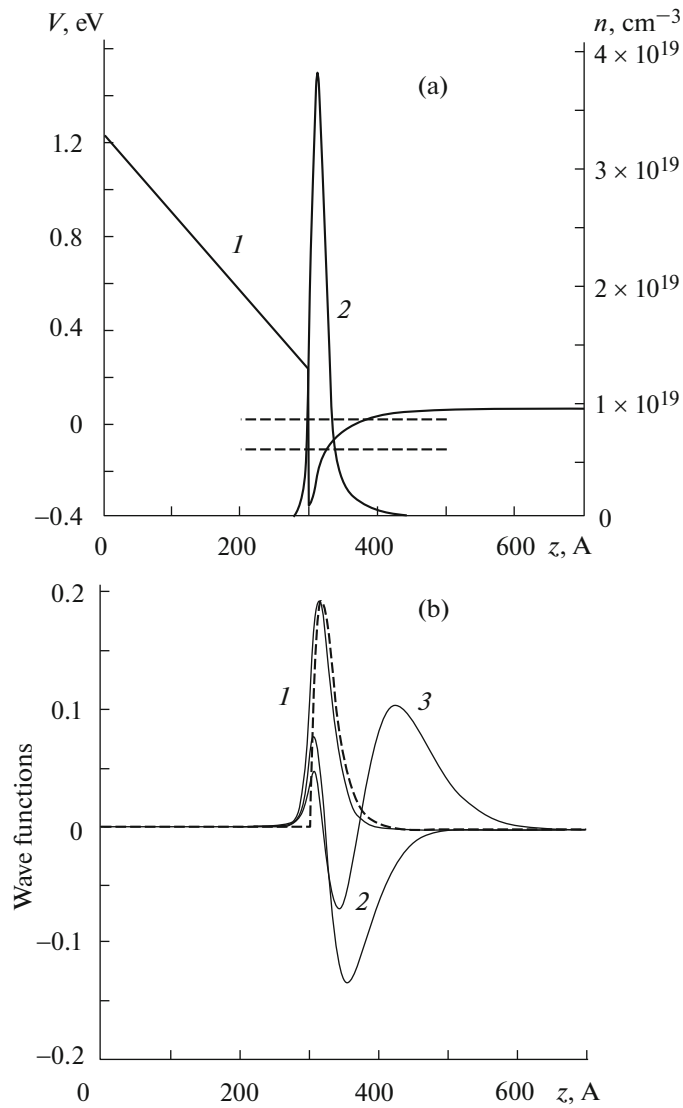 V, eV
n, cm⁻³
4 × 10¹⁹
(a)
1.2
3 × 10¹⁹
0.8
1
2
2 × 10¹⁹
0.4
0
1 × 10¹⁹
−0.4
0
0
200
400
600
z, A
0.2
(b)
1
3
0.1
Wave functions
0
2
−0.1
−0.2
0
200
400
600
z, A